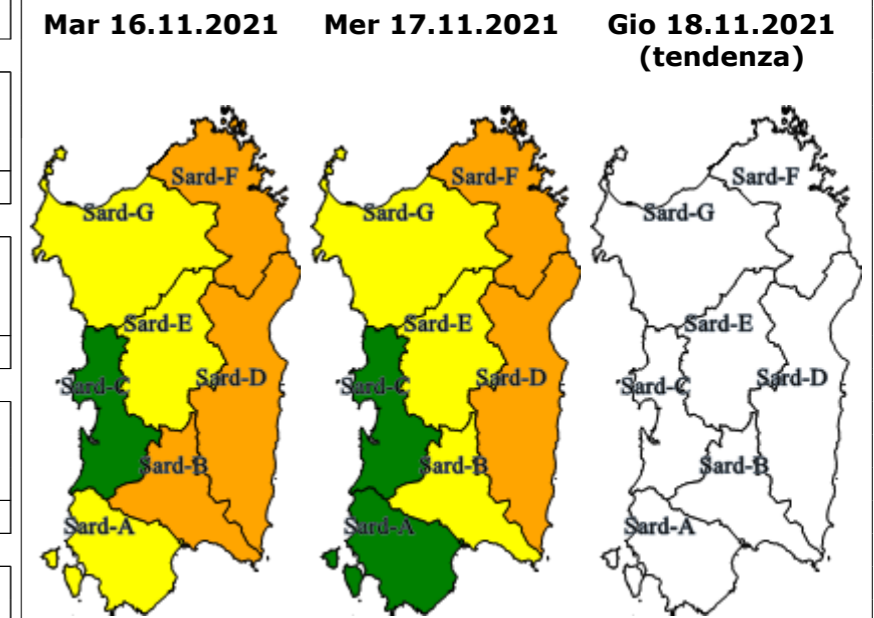 Mar 16.11.2021
Mer 17.11.2021
Gio 18.11.2021
(tendenza)
Sard-F
Sard-G
Sard-E
Sard-C
Sard-D
Sard-B
Sard-A
Sard-F
Sard-G
Sard-E
Sard-C
Sard-D
Sard-B
Sard-A
Sard-F
Sard-G
Sard-E
Sard-C
Sard-D
Sard-B
Sard-A